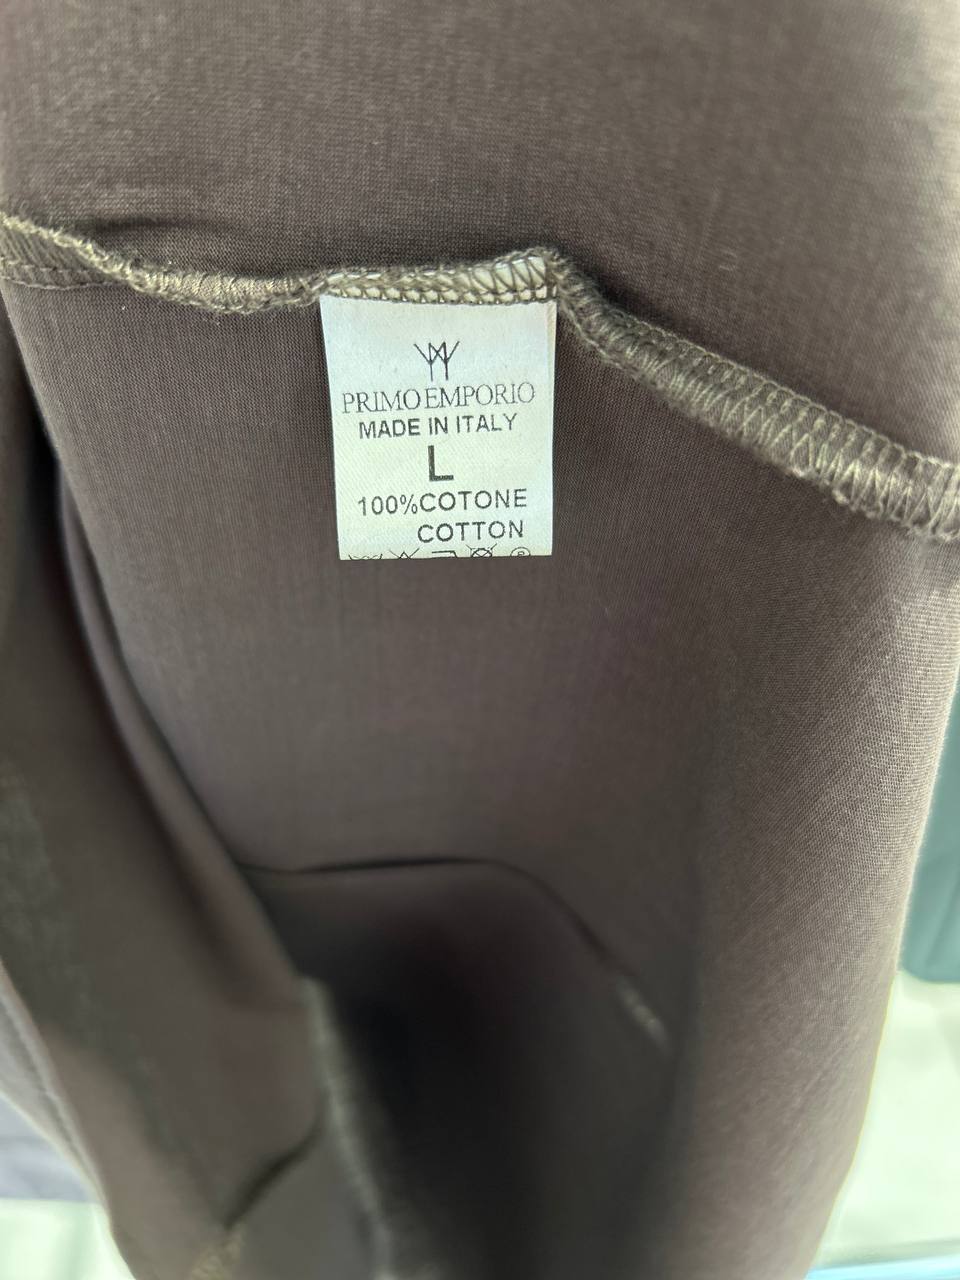 PRIMO EMPORIO
MADE IN ITALY
L
100%COTONE
COTTON